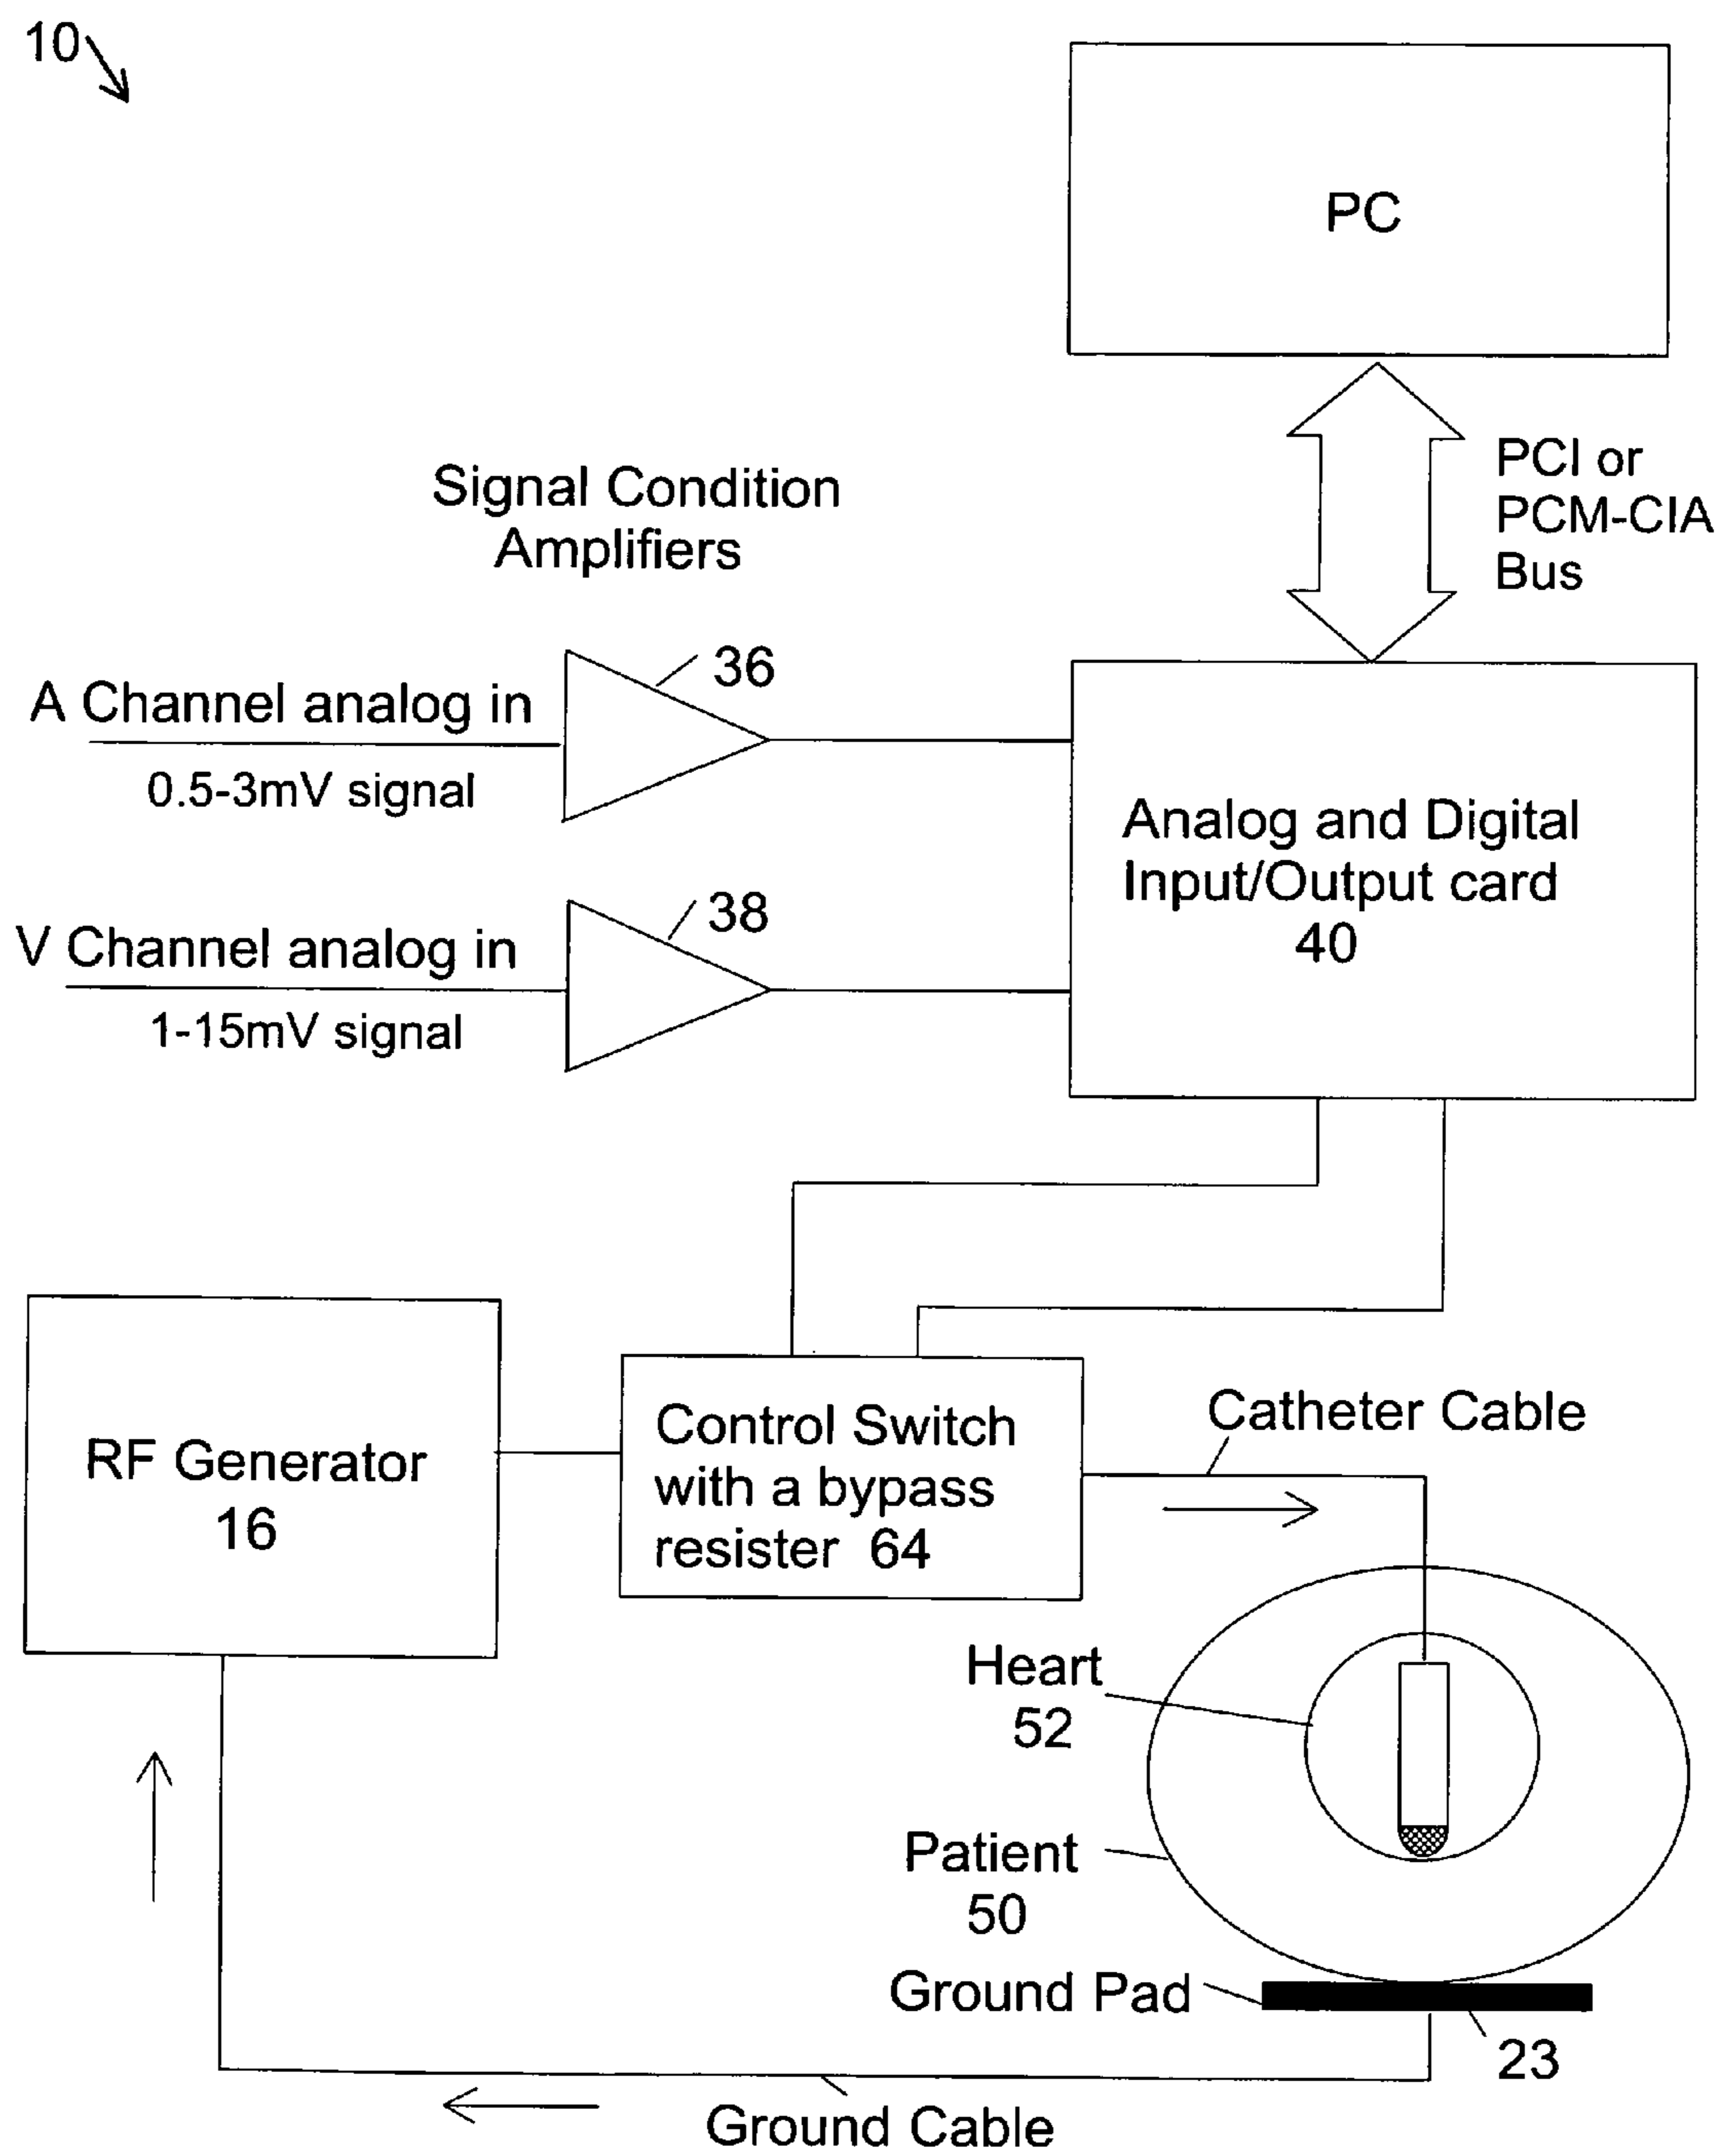 10
PC
PCI or
PCM-CIA
Bus
Signal Condition
Amplifiers
36
A Channel analog in
0.5-3mV signal
38
V Channel analog in
1-15mV signal
Analog and Digital
Input/Output card
40
RF Generator
16
Control Switch
with a bypass
resister 64
Catheter Cable
Heart
52
Patient
50
Ground Pad
23
Ground Cable